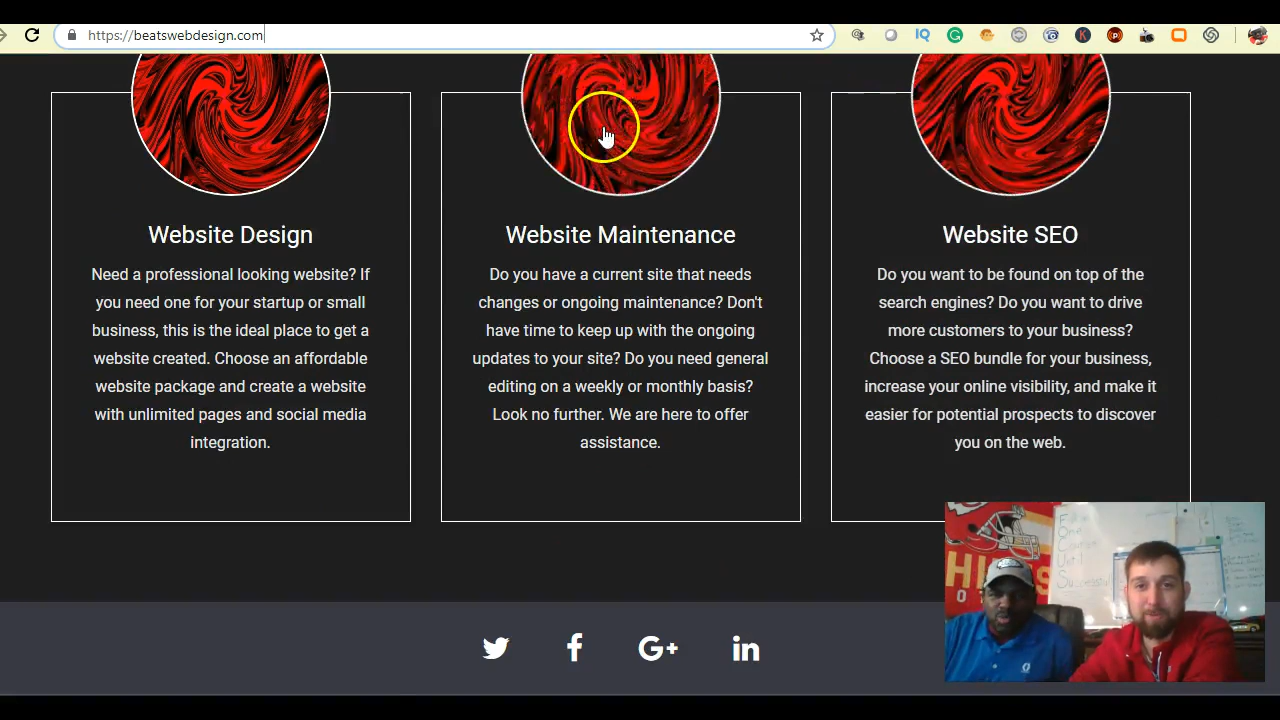 https://beatswebdesign.com
IQ
Website Design
Need a professional looking website? If
you need one for your startup or small
business, this is the ideal place to get a
website created. Choose an affordable
website package and create a website
with unlimited pages and social media
integration.
Website Maintenance
Do you have a current site that needs
changes or ongoing maintenance? Don't
have time to keep up with the ongoing
updates to your site? Do you need general
editing on a weekly or monthly basis?
Look no further. We are here to offer
assistance.
Website SEO
Do you want to be found on top of the
search engines? Do you want to drive
more customers to your business?
Choose a SEO bundle for your business,
increase your online visibility, and make it
easier for potential prospects to discover
you on the web.
G+
in
Until
Successful